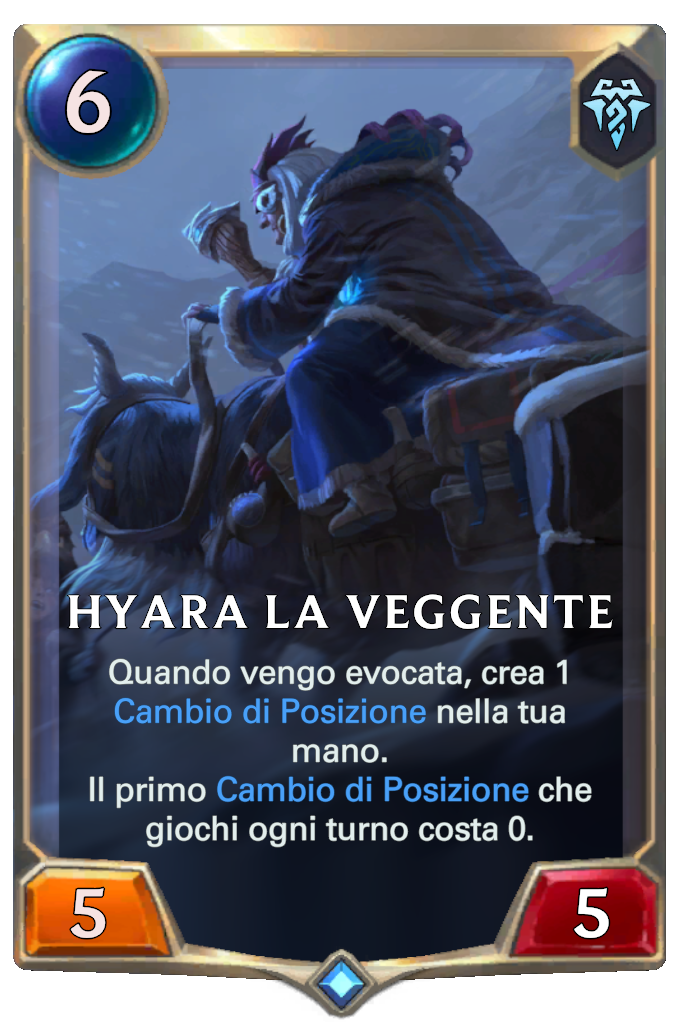 6
HYARA LA VEGGENTE
Quando vengo evocata, crea 1
Cambio di Posizione nella tua
mano.
Il primo Cambio di Posizione che
giochi ogni turno costa 0.
5
5